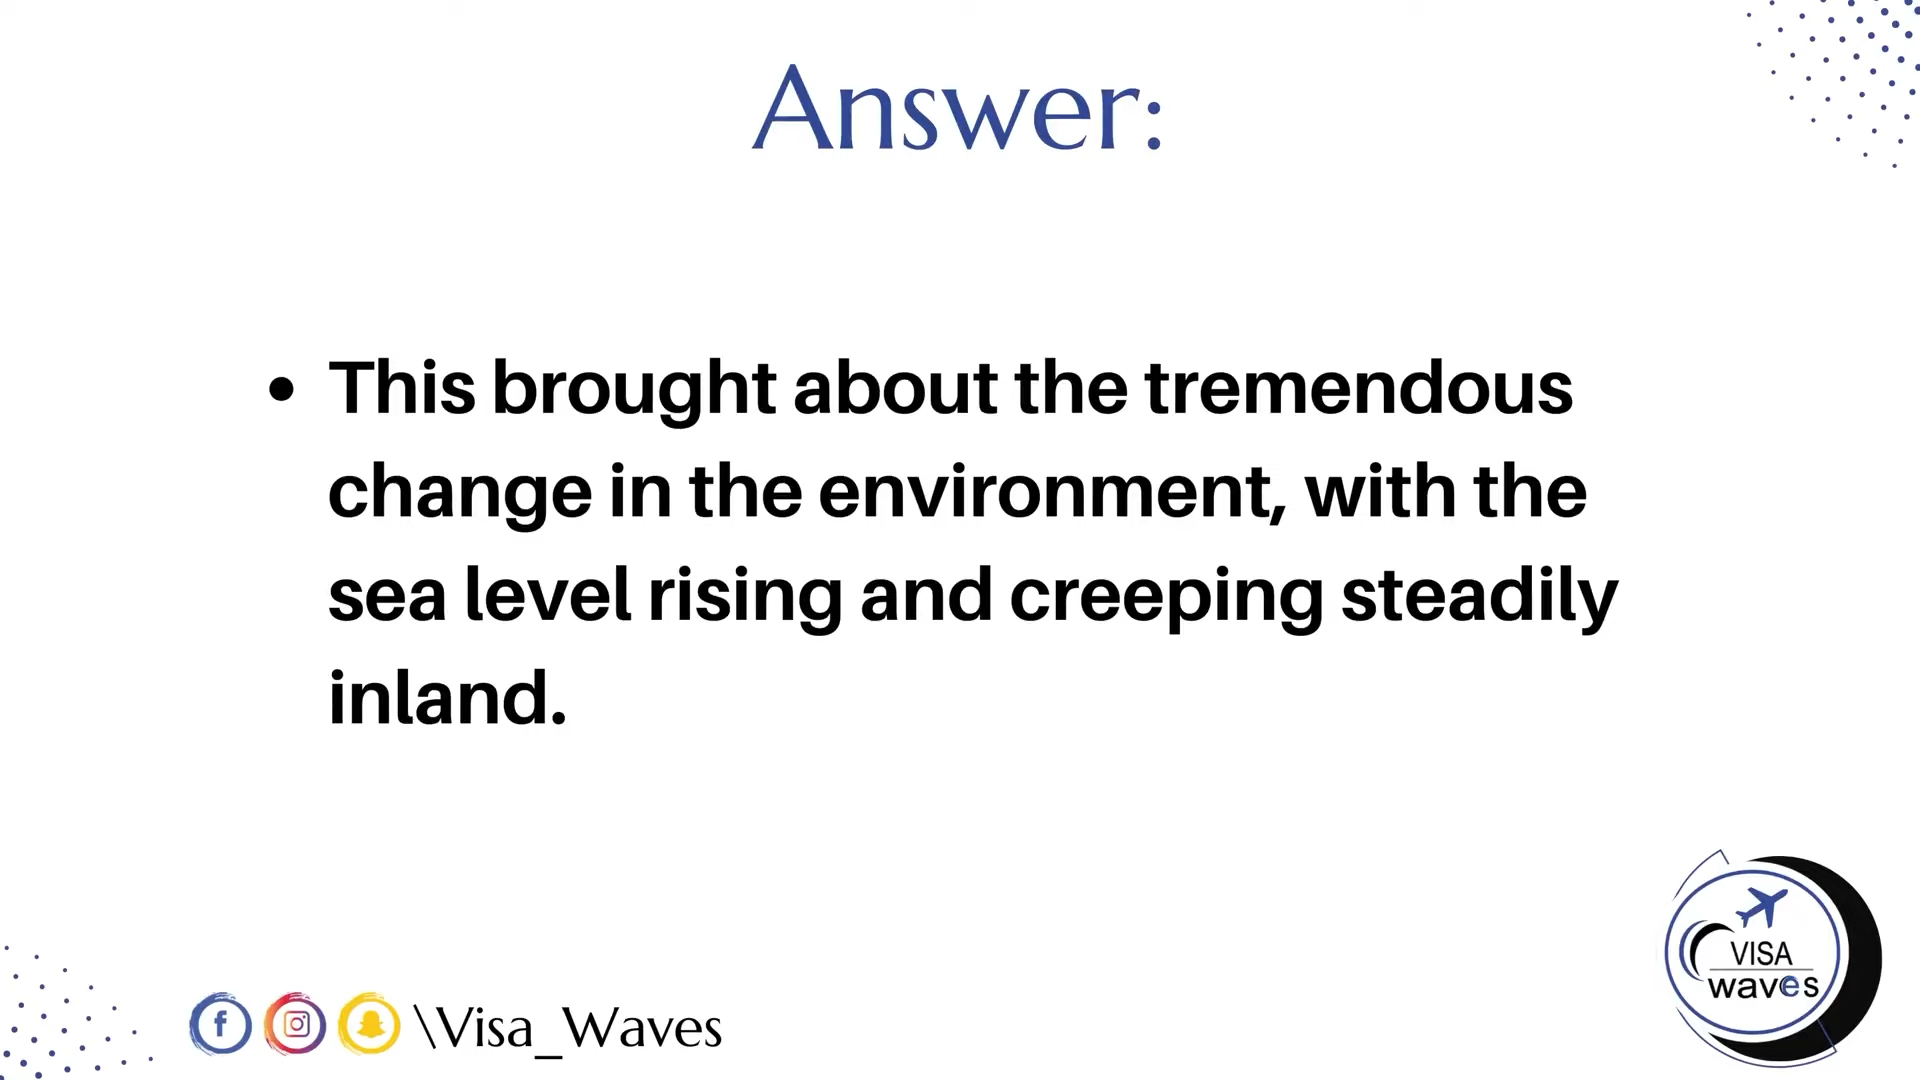 Answer:
• This brought about the tremendous
change in the environment, with the
sea level rising and creeping steadily
inland.
\Visa_Waves
VISA
waves